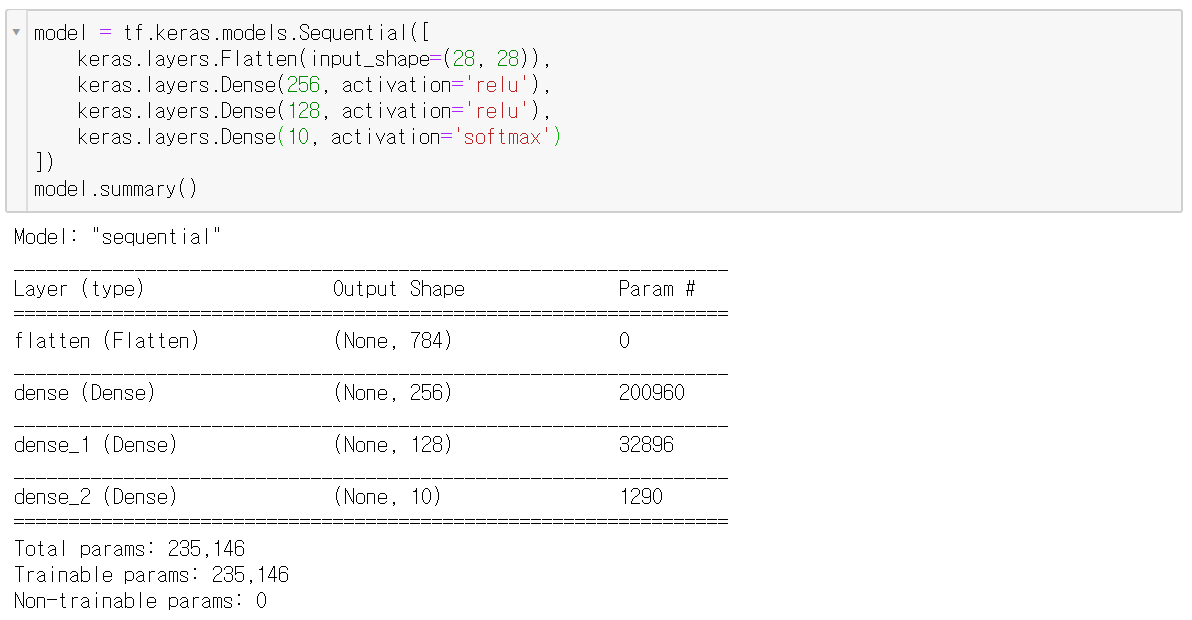 model = tf.keras.models.Sequential([
    keras.layers.Flatten(input_shape=(28, 28)),
    keras.layers.Dense(256, activation='relu'),
    keras.layers.Dense(128, activation='relu'),
    keras.layers.Dense(10, activation='softmax')
])
model.summary()
Model: "sequential"
_________________________________________________________________
Layer (type)                 Output Shape              Param #
=================================================================
flatten (Flatten)            (None, 784)               0
_________________________________________________________________
dense (Dense)                (None, 256)               200960
_________________________________________________________________
dense_1 (Dense)              (None, 128)               32896
_________________________________________________________________
dense_2 (Dense)              (None, 10)                1290
=================================================================
Total params: 235,146
Trainable params: 235,146
Non-trainable params: 0